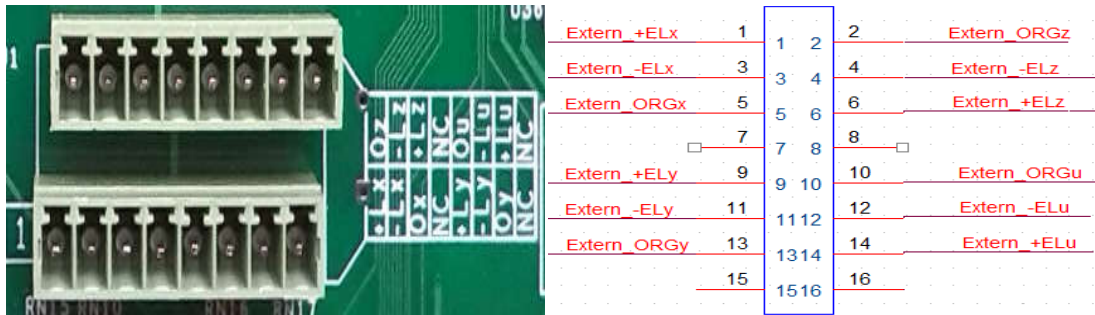 U36
1
Oz -Lz +Lz NC Ou -Lu +Lu NC
+Lx -Lx Ox NC +Ly -Ly Oy NC
Extern_+ELx 1 1 2 2 Extern_ORGz
Extern_-ELx 3 3 4 4 Extern_-ELz
Extern_ORGx 5 5 6 6 Extern_+ELz
7 7 8 8
Extern_+ELy 9 9 10 10 Extern_ORGu
Extern_-ELy 11 11 12 12 Extern_-ELu
Extern_ORGy 13 13 14 14 Extern_+ELu
15 15 16 16